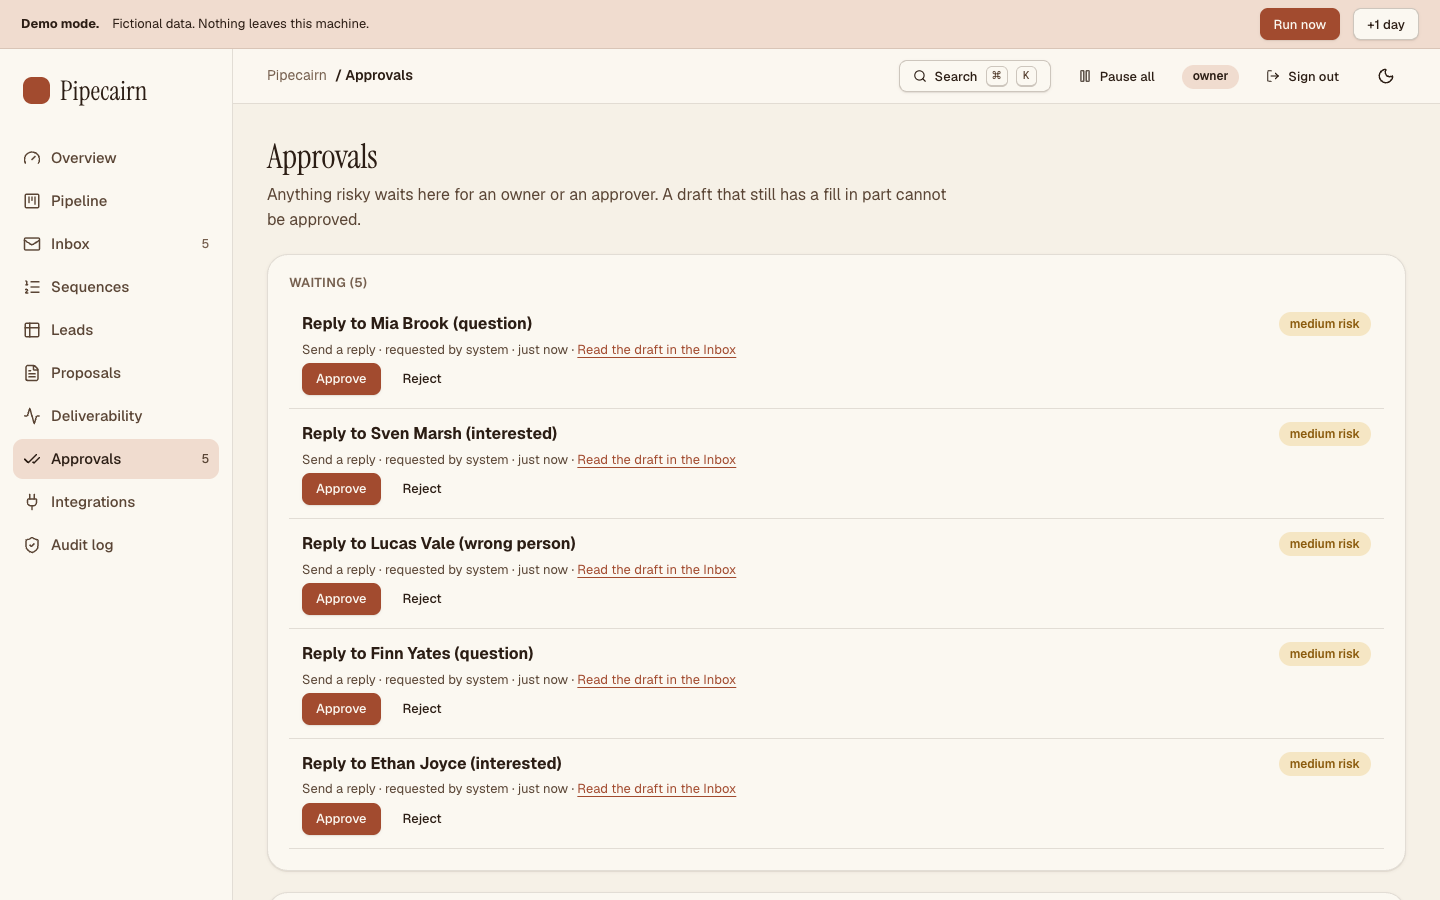 Demo mode. Fictional data. Nothing leaves this machine.
Run now
+1 day
Pipecairn
Overview
Pipeline
Inbox 5
Sequences
Leads
Proposals
Deliverability
Approvals 5
Integrations
Audit log
Pipecairn / Approvals
Search ⌘ K
Pause all
owner
Sign out
Approvals
Anything risky waits here for an owner or an approver. A draft that still has a fill in part cannot
be approved.
WAITING (5)
Reply to Mia Brook (question)
medium risk
Send a reply · requested by system · just now · Read the draft in the Inbox
Approve Reject
Reply to Sven Marsh (interested)
medium risk
Send a reply · requested by system · just now · Read the draft in the Inbox
Approve Reject
Reply to Lucas Vale (wrong person)
medium risk
Send a reply · requested by system · just now · Read the draft in the Inbox
Approve Reject
Reply to Finn Yates (question)
medium risk
Send a reply · requested by system · just now · Read the draft in the Inbox
Approve Reject
Reply to Ethan Joyce (interested)
medium risk
Send a reply · requested by system · just now · Read the draft in the Inbox
Approve Reject